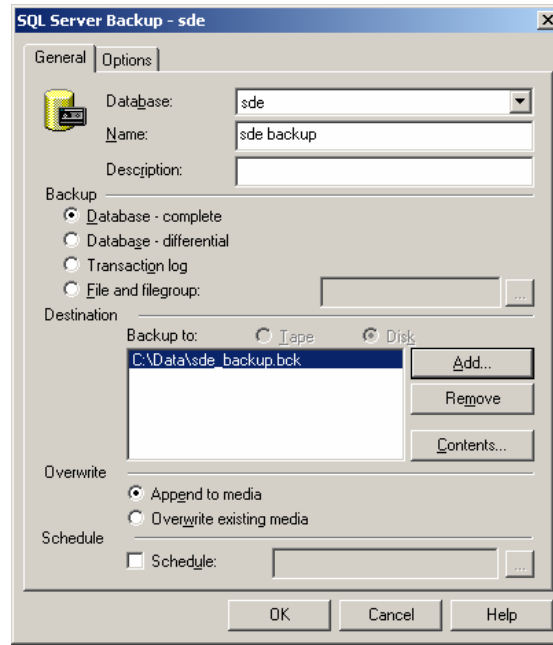 SQL Server Backup - sde
General Options
Database: sde
Name: sde backup
Description:
Backup
Database - complete
Database - differential
Transaction log
File and filegroup: ...
Destination
Backup to: Tape Disk
C:\Data\sde_backup.bck
Add...
Remove
Contents...
Overwrite
Append to media
Overwrite existing media
Schedule
Schedule: ...
OK Cancel Help